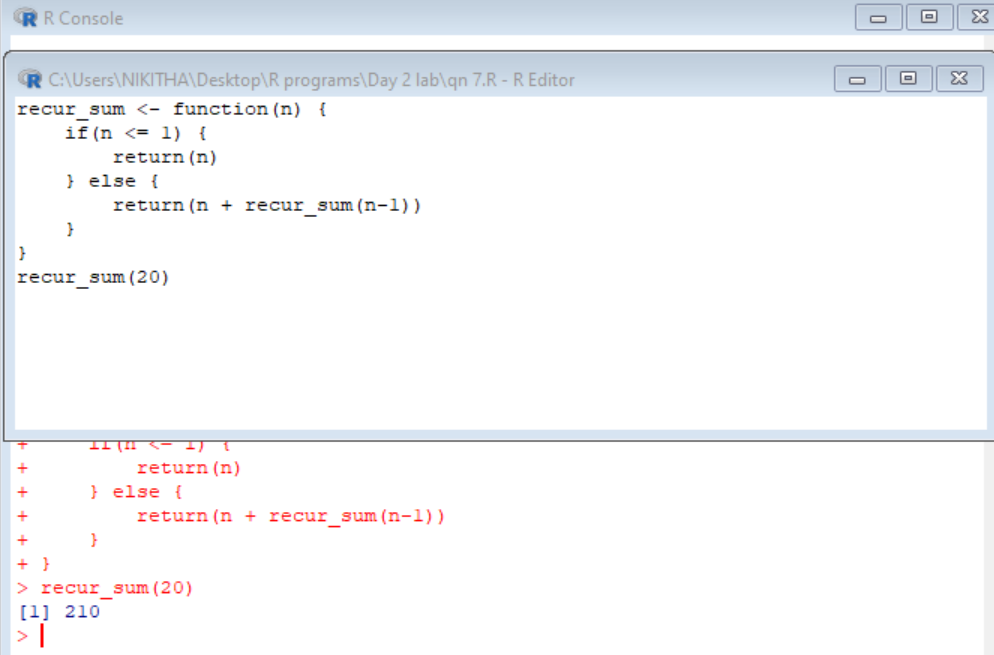 R Console
C:\Users\NIKITHA\Desktop\R programs\Day 2 lab\qn 7.R - R Editor
recur_sum <- function(n) {
    if(n <= 1) {
        return(n)
    } else {
        return(n + recur_sum(n-1))
    }
}
recur_sum(20)
+     if(n <= 1) {
+         return(n)
+     } else {
+         return(n + recur_sum(n-1))
+     }
+ }
> recur_sum(20)
[1] 210
>